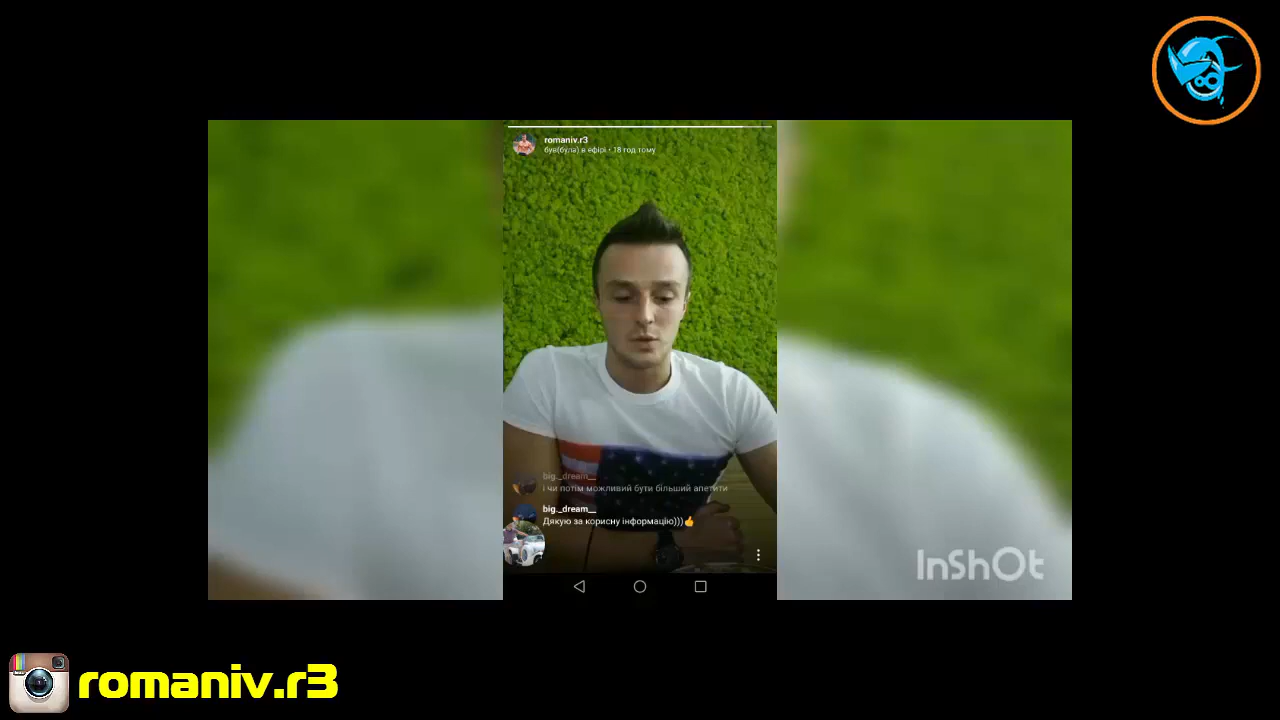 romaniv.r3
був(була) в ефірі • 18 год тому
big._dream__
і чи потім можливий бути більший апетити
big._dream__
Дякую за корисну інформацію)))👍
InShOt
romaniv.r3